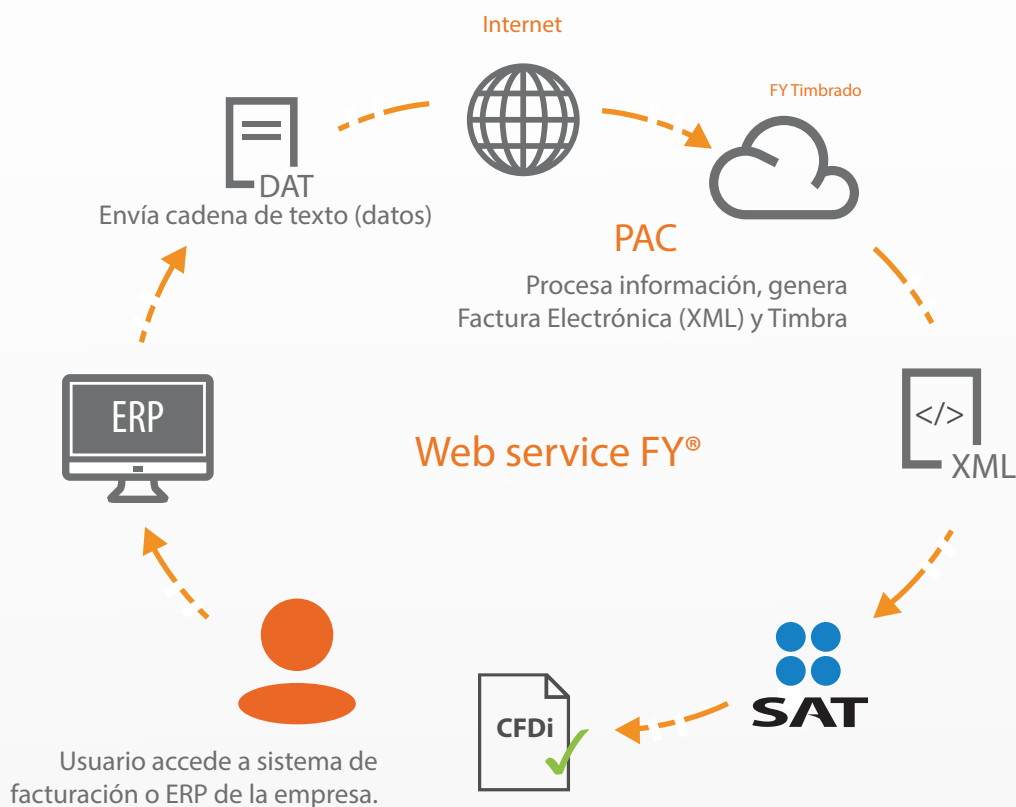 Internet
FY Timbrado
DAT
Envía cadena de texto (datos)
PAC
Procesa información, genera
Factura Electrónica (XML) y Timbra
ERP
Web service FY®
</>
XML
SAT
CFDi
Usuario accede a sistema de
facturación o ERP de la empresa.